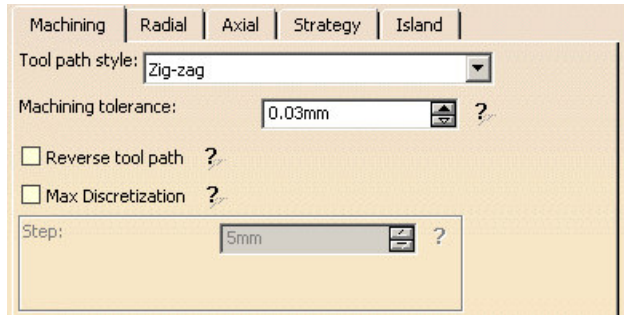 Machining Radial Axial Strategy Island
Tool path style: Zig-zag
Machining tolerance: 0.03mm ?
Reverse tool path ?
Max Discretization ?
Step: 5mm ?